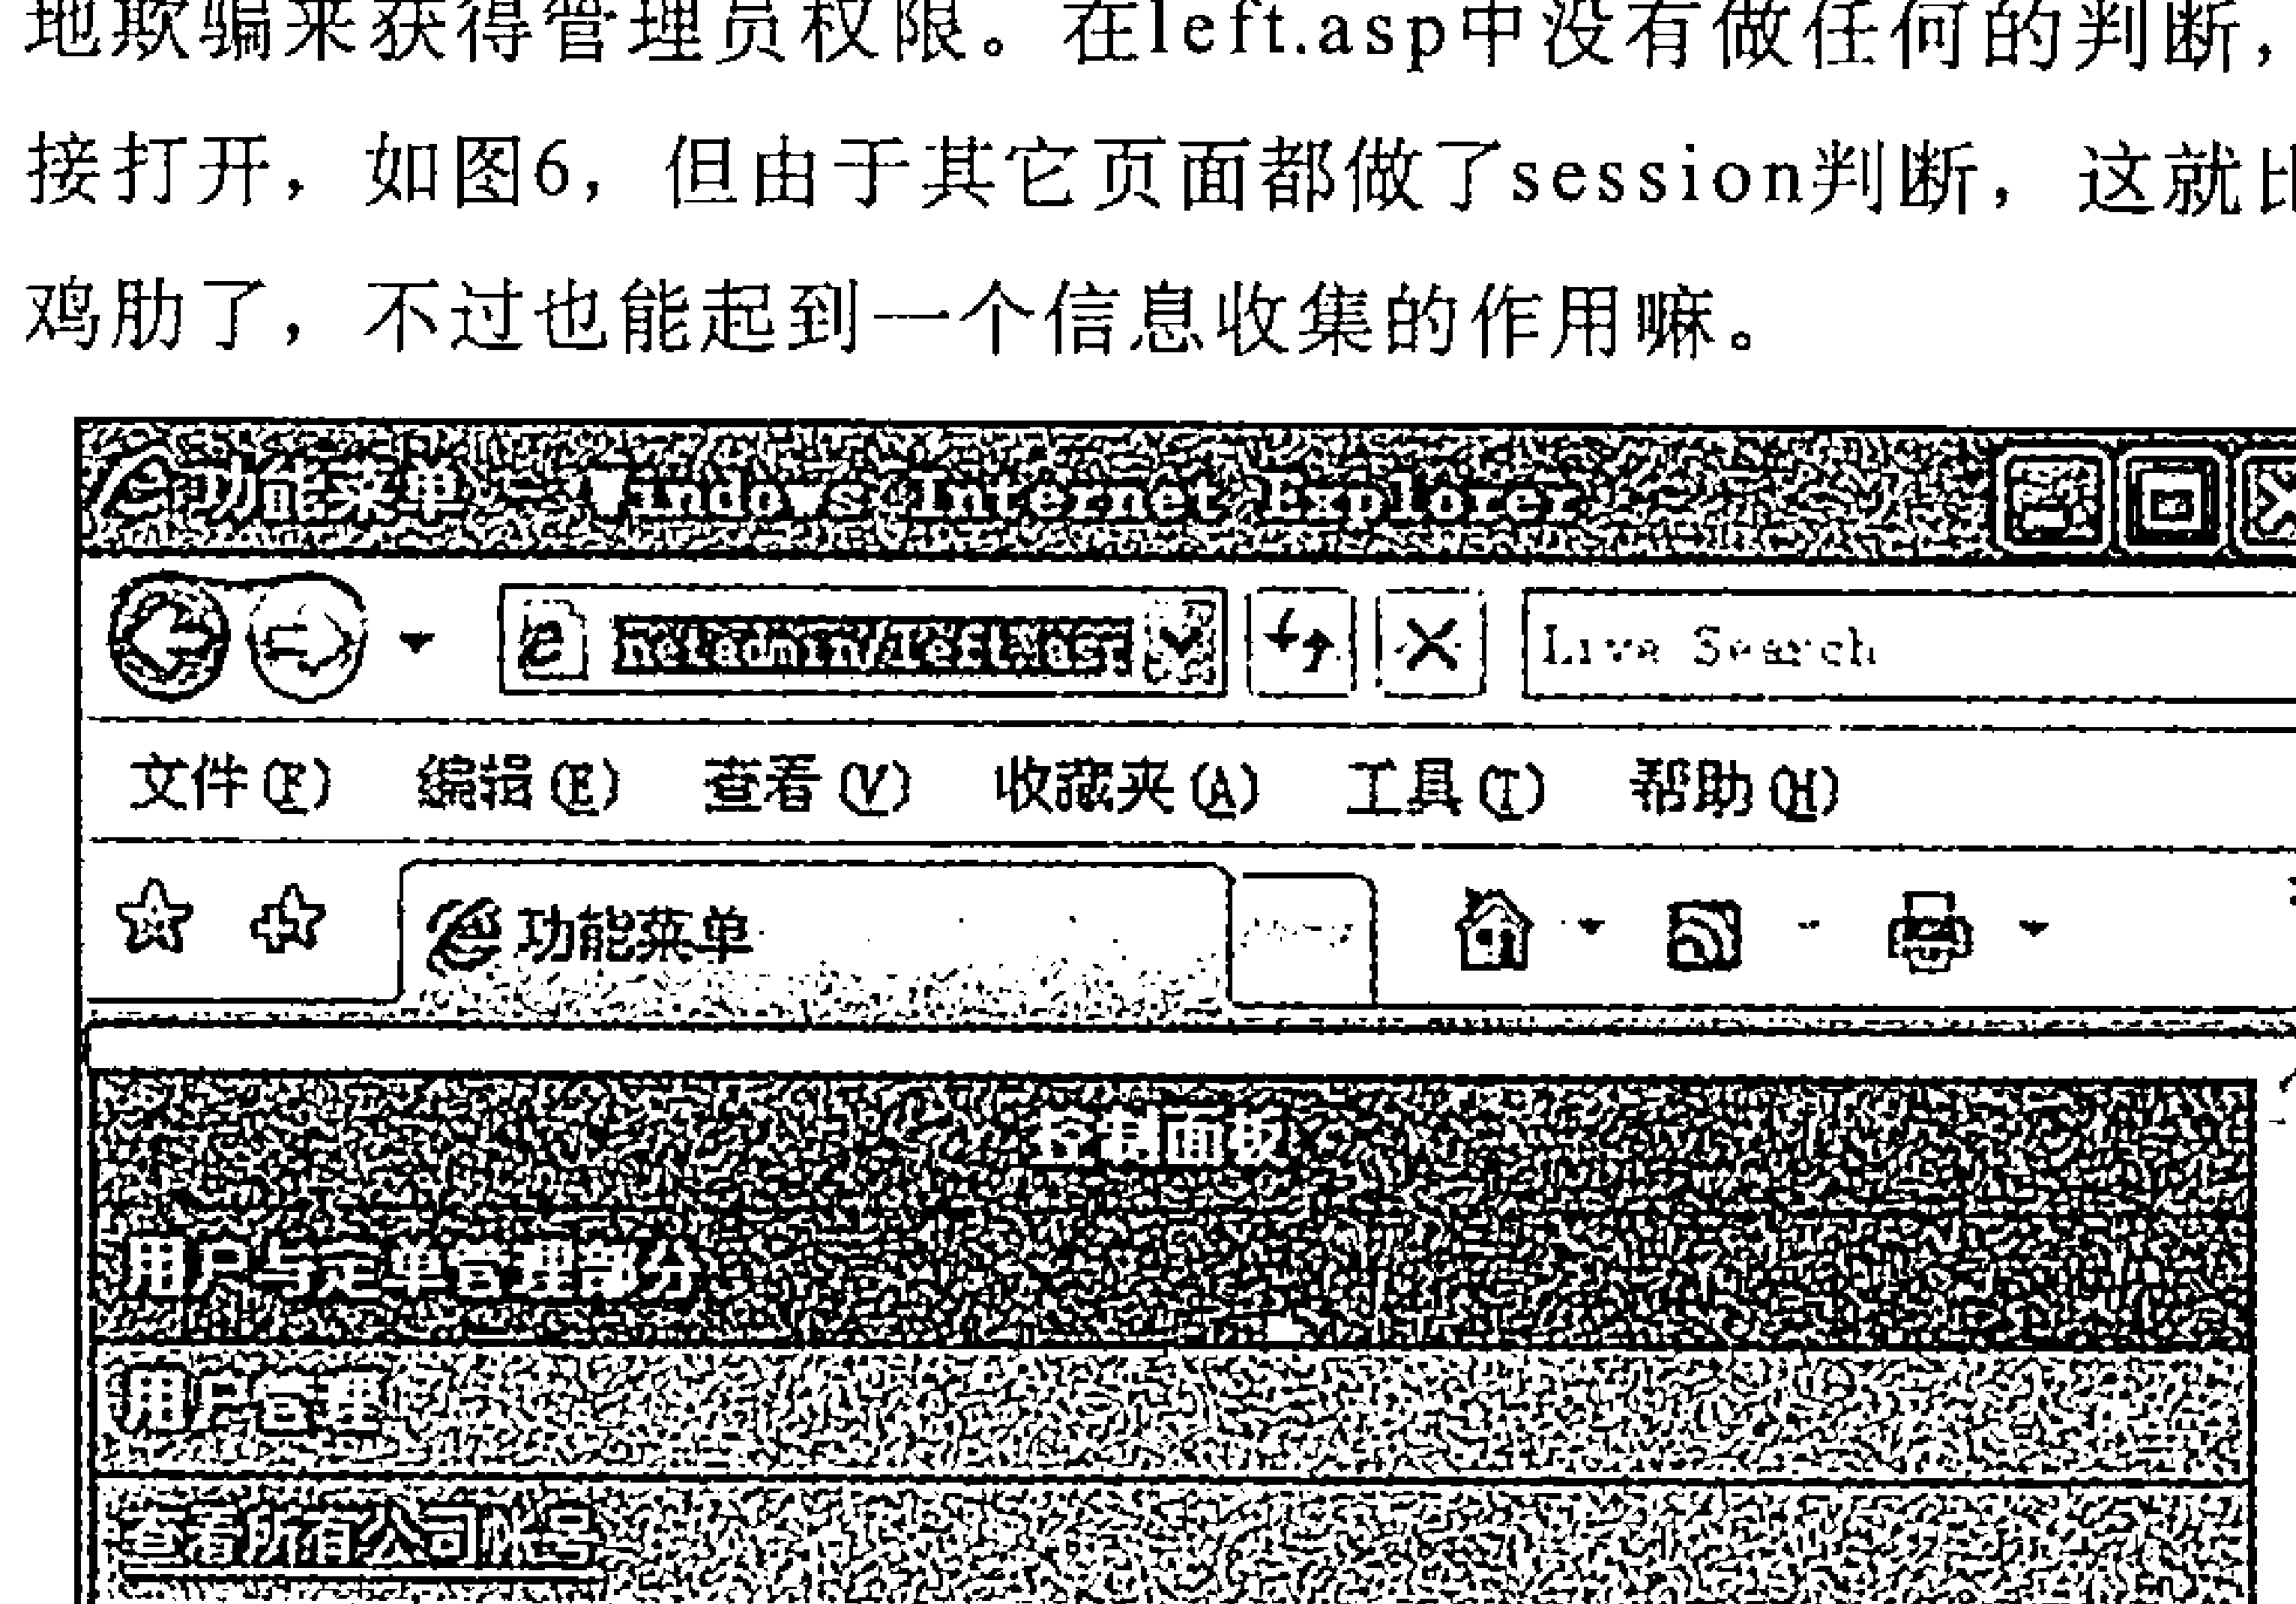 地欺骗来获得管理员权限。在left.asp中没有做任何的判断，
接打开，如图6，但由于其它页面都做了session判断，这就比
鸡肋了，不过也能起到一个信息收集的作用嘛。
功能菜单 - Windows Internet Explorer
netadmin/left.asp
Live Search
文件(F) 编辑(E) 查看(V) 收藏夹(A) 工具(T) 帮助(H)
功能菜单
控制面板
用户与定单管理部分
用户管理
查看所有公司帐号